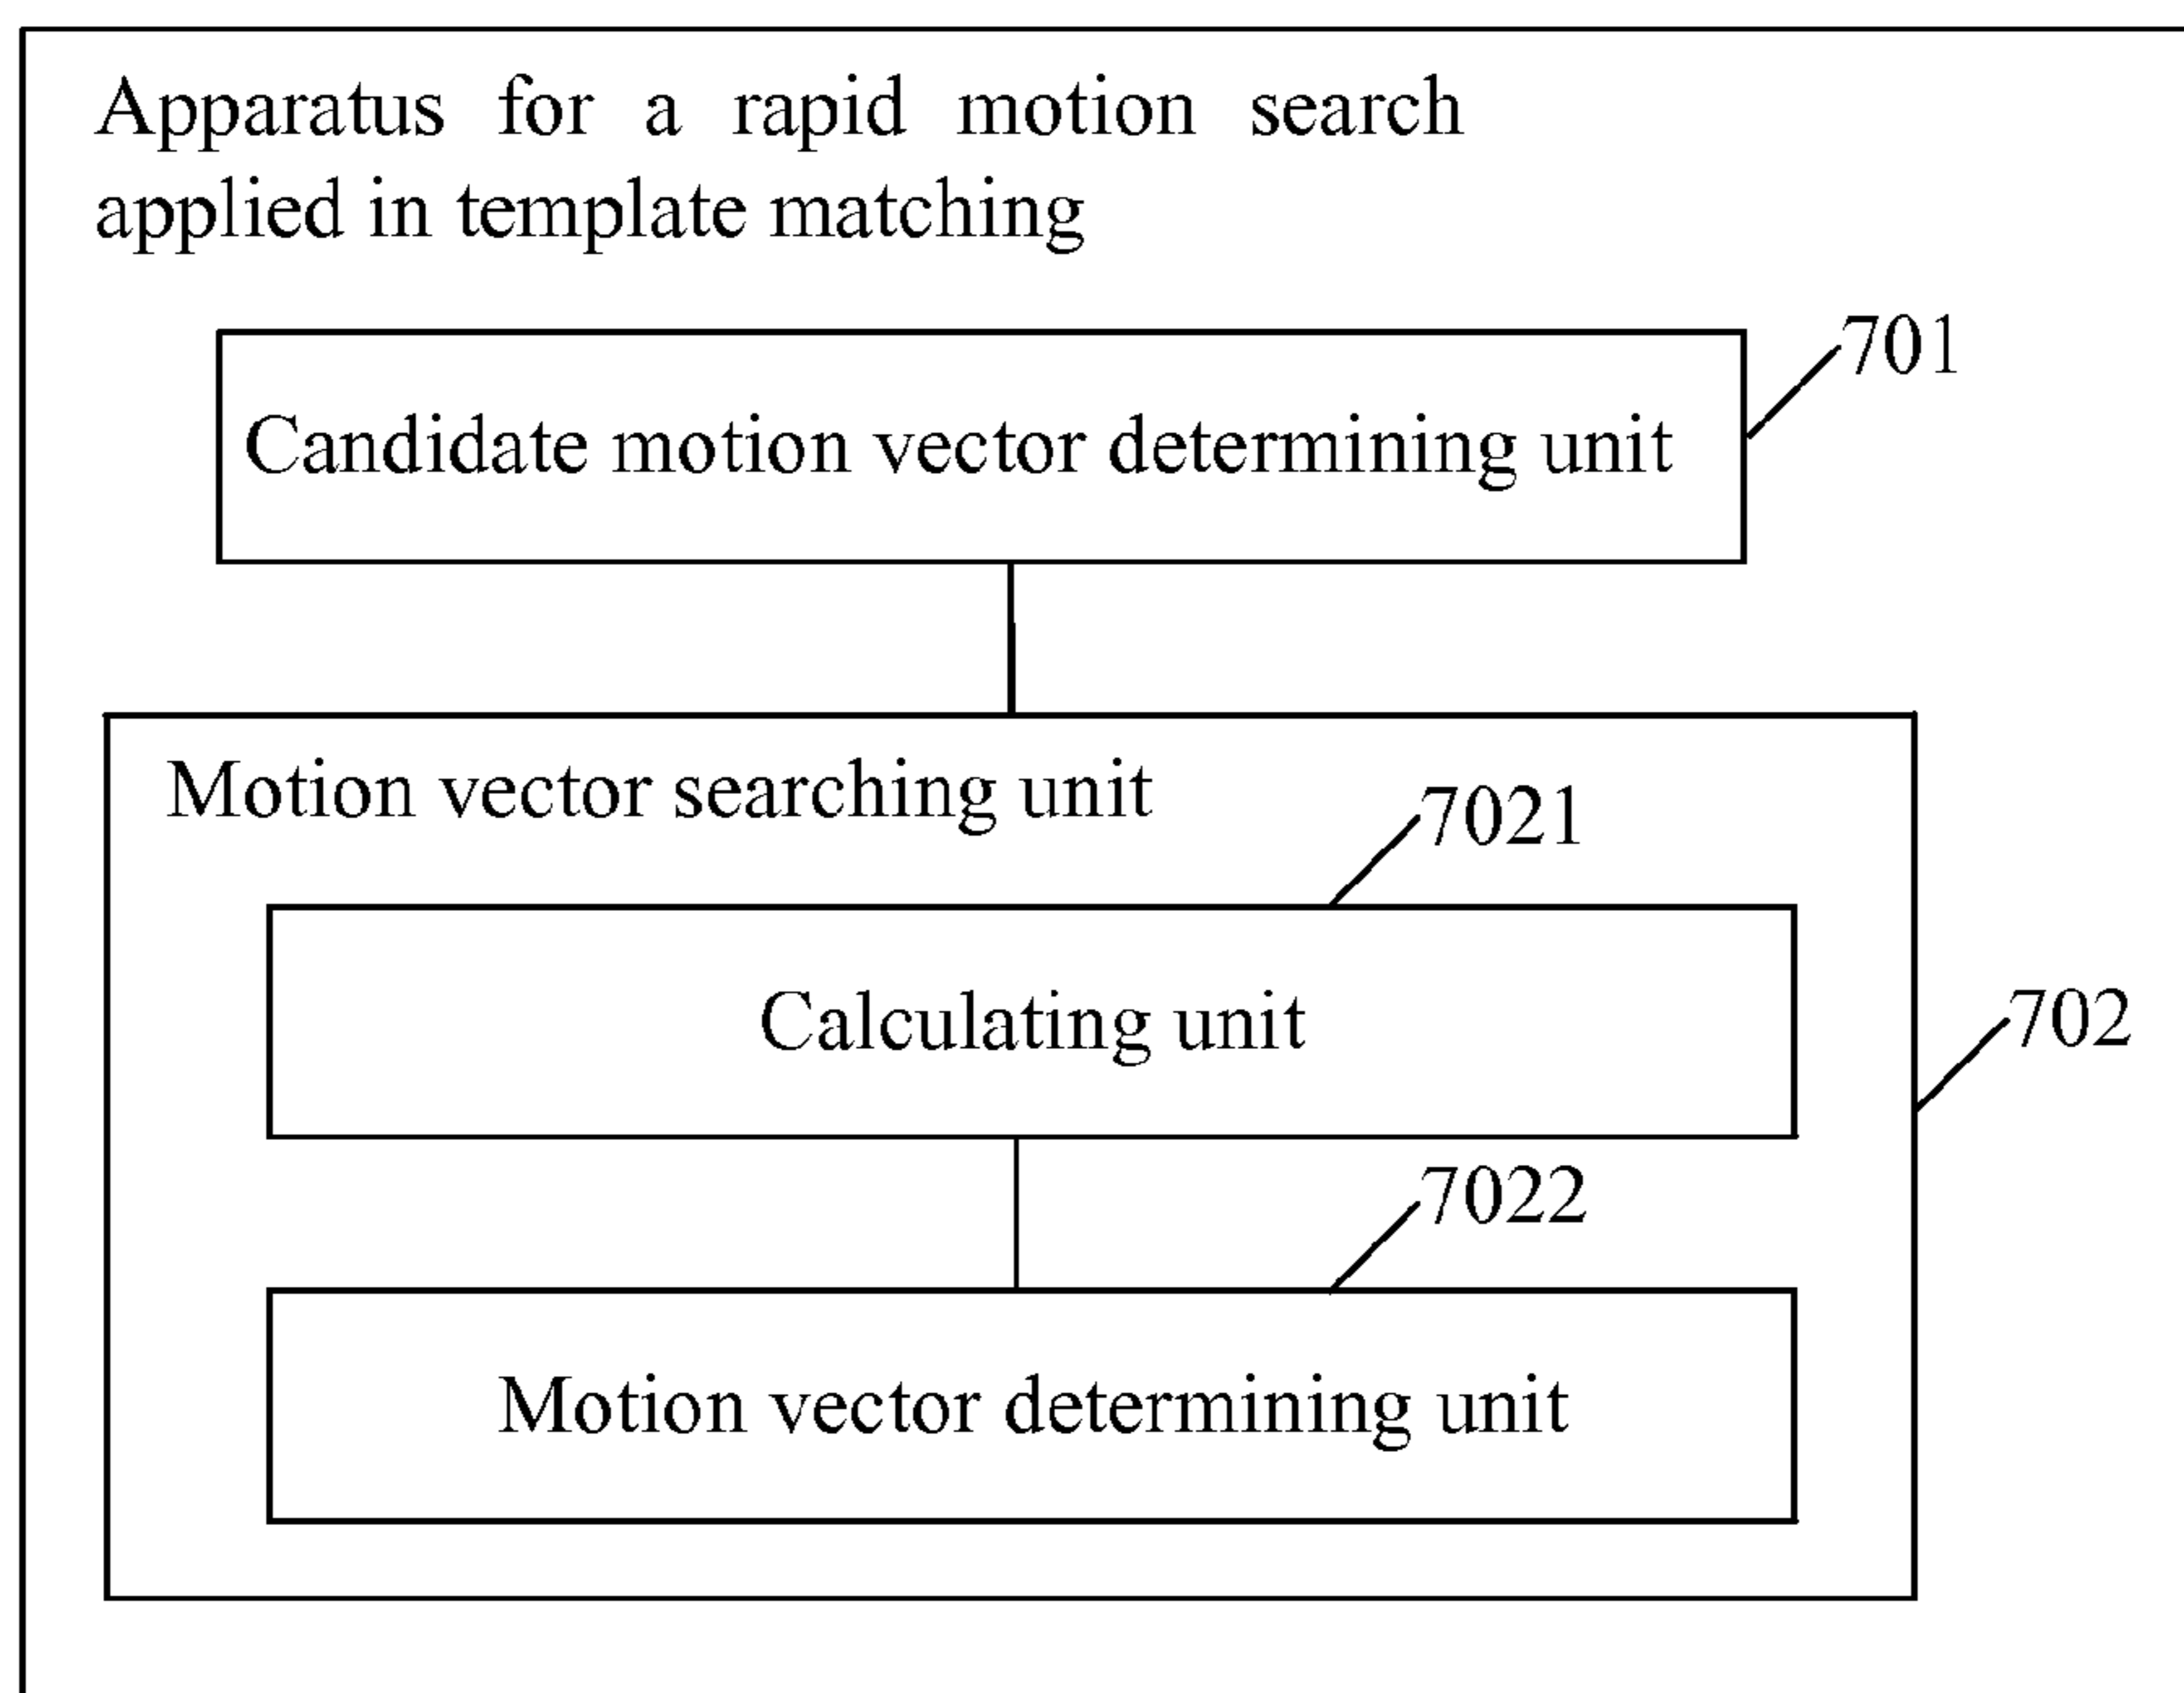 Apparatus for a rapid motion search
applied in template matching
701
Candidate motion vector determining unit
Motion vector searching unit
7021
Calculating unit
702
7022
Motion vector determining unit